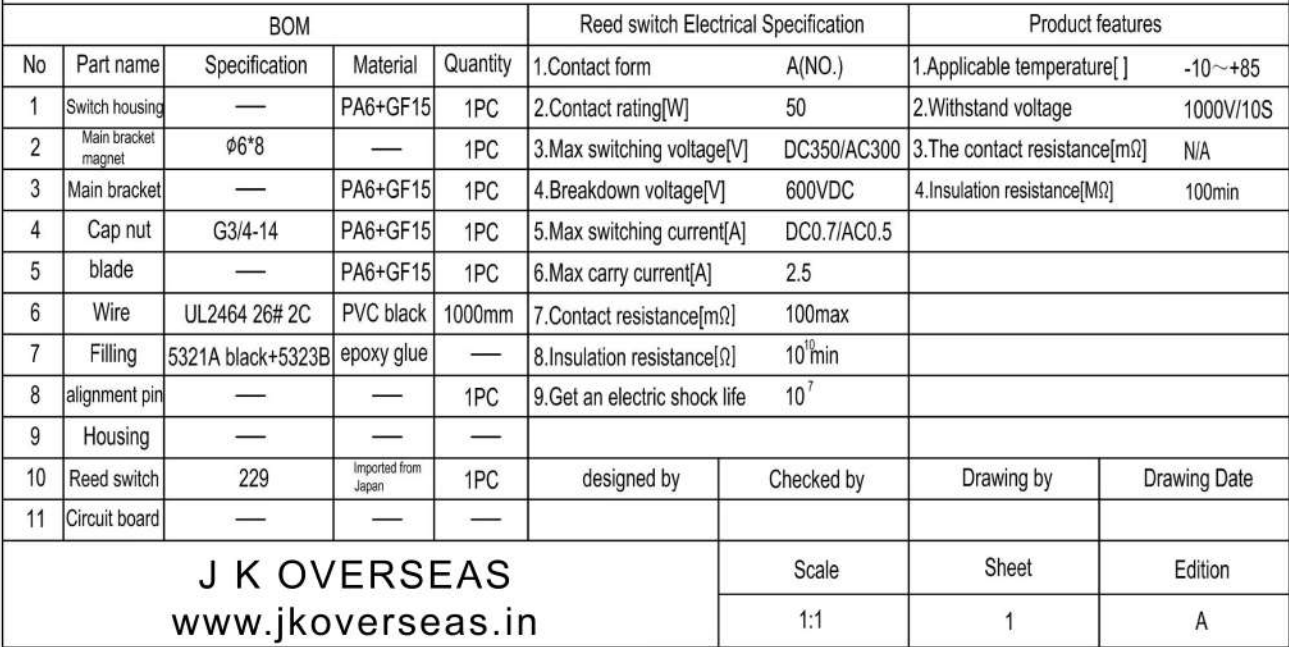 BOM Reed switch Electrical Specification Product features
No Part name Specification Material Quantity 1.Contact form A(NO.) 1.Applicable temperature[ ] -10～+85
1 Switch housing — PA6+GF15 1PC 2.Contact rating[W] 50 2.Withstand voltage 1000V/10S
2 Main bracket magnet ϕ6*8 — 1PC 3.Max switching voltage[V] DC350/AC300 3.The contact resistance[mΩ] N/A
3 Main bracket — PA6+GF15 1PC 4.Breakdown voltage[V] 600VDC 4.Insulation resistance[MΩ] 100min
4 Cap nut G3/4-14 PA6+GF15 1PC 5.Max switching current[A] DC0.7/AC0.5
5 blade — PA6+GF15 1PC 6.Max carry current[A] 2.5
6 Wire UL2464 26# 2C PVC black 1000mm 7.Contact resistance[mΩ] 100max
7 Filling 5321A black+5323B epoxy glue — 8.Insulation resistance[Ω] 10¹⁰min
8 alignment pin — — 1PC 9.Get an electric shock life 10⁷
9 Housing — — —
10 Reed switch 229 Imported from Japan 1PC designed by Checked by Drawing by Drawing Date
11 Circuit board — — —
J K OVERSEAS Scale Sheet Edition
www.jkoverseas.in 1:1 1 A